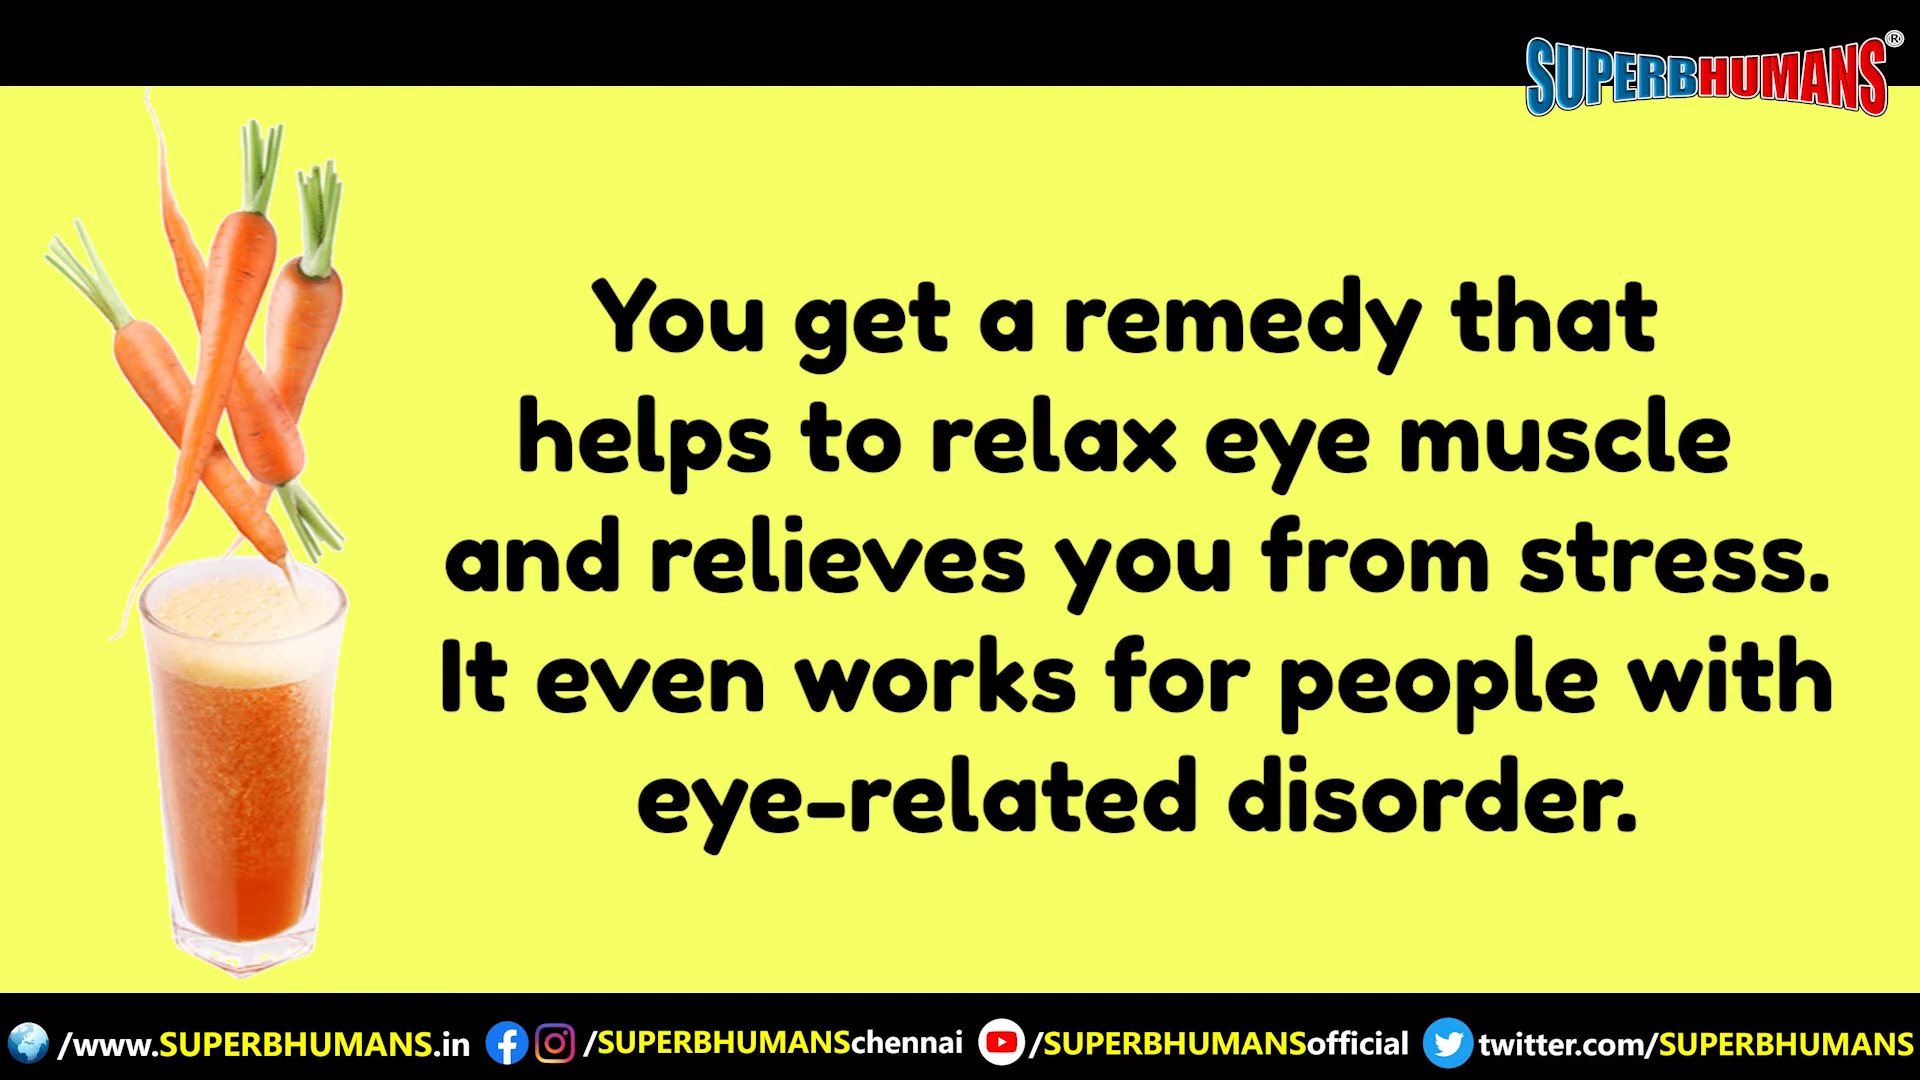 SUPERBHUMANS®
You get a remedy that
helps to relax eye muscle
and relieves you from stress.
It even works for people with
eye-related disorder.
/www.SUPERBHUMANS.in /SUPERBHUMANSchennai /SUPERBHUMANSofficial twitter.com/SUPERBHUMANS